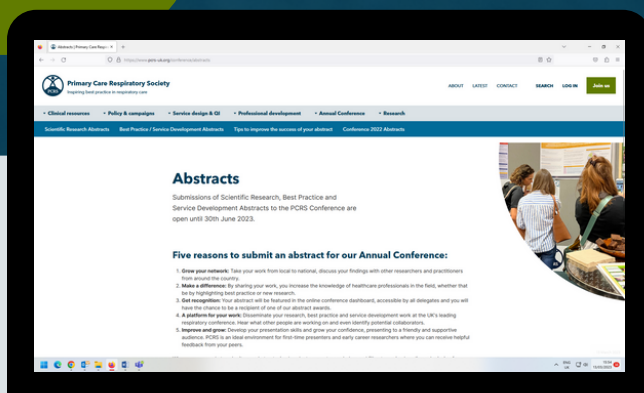 Abstracts | Primary Care Respir
https://www.pcrs-uk.org/conference/abstracts
PCRS
Primary Care Respiratory Society
Inspiring best practice in respiratory care
ABOUT LATEST CONTACT SEARCH LOG IN Join us
Clinical resources Policy & campaigns Service design & QI Professional development Annual Conference Research
Scientific Research Abstracts Best Practice / Service Development Abstracts Tips to improve the success of your abstract Conference 2022 Abstracts
Abstracts
Submissions of Scientific Research, Best Practice and
Service Development Abstracts to the PCRS Conference are
open until 30th June 2023.
Five reasons to submit an abstract for our Annual Conference:
1. Grow your network: Take your work from local to national, discuss your findings with other researchers and practitioners
from around the country.
2. Make a difference: By sharing your work, you increase the knowledge of healthcare professionals in the field, whether that
be by highlighting best practice or new research.
3. Get recognition: Your abstract will be featured in the online conference dashboard, accessible by all delegates and you will
have the chance to be a recipient of one of our abstract awards.
4. A platform for your work: Disseminate your research, best practice and service development work at the UK's leading
respiratory conference. Hear what other people are working on and even identify potential collaborators.
5. Improve and grow: Develop your presentation skills and grow your confidence, presenting to a friendly and supportive
audience. PCRS is an ideal environment for first-time presenters and early career researchers where you can receive helpful
feedback from your peers.
ENG
UK